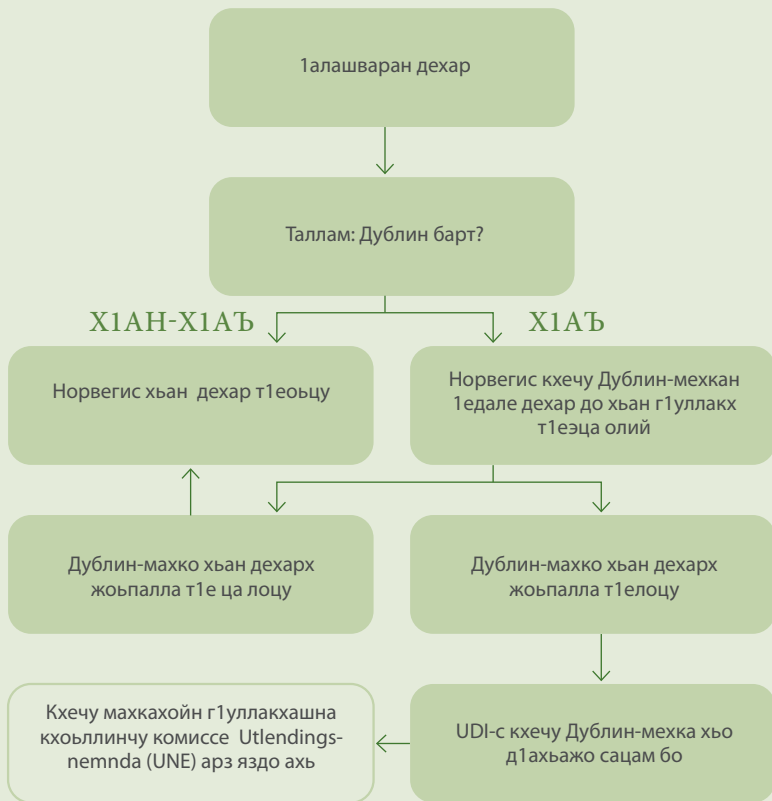 1алашваран дехар
Таллам: Дублин барт?
Х1АН-Х1АЪ
Х1АЪ
Норвегис хьан дехар т1еоьцу
Норвегис кхечу Дублин-мехкан
1едале дехар до хьан г1уллакх
т1еэца олий
Дублин-махко хьан дехарх
жоьпалла т1е ца лоцу
Дублин-махко хьан дехарх
жоьпалла т1елоцу
Кхечу махкахойн г1уллакхашна
кхоьллинчу комиссе Utlendings-
nemnda (UNE) арз яздо ахь
UDI-с кхечу Дублин-мехка хьо
д1ахьажо сацам бо